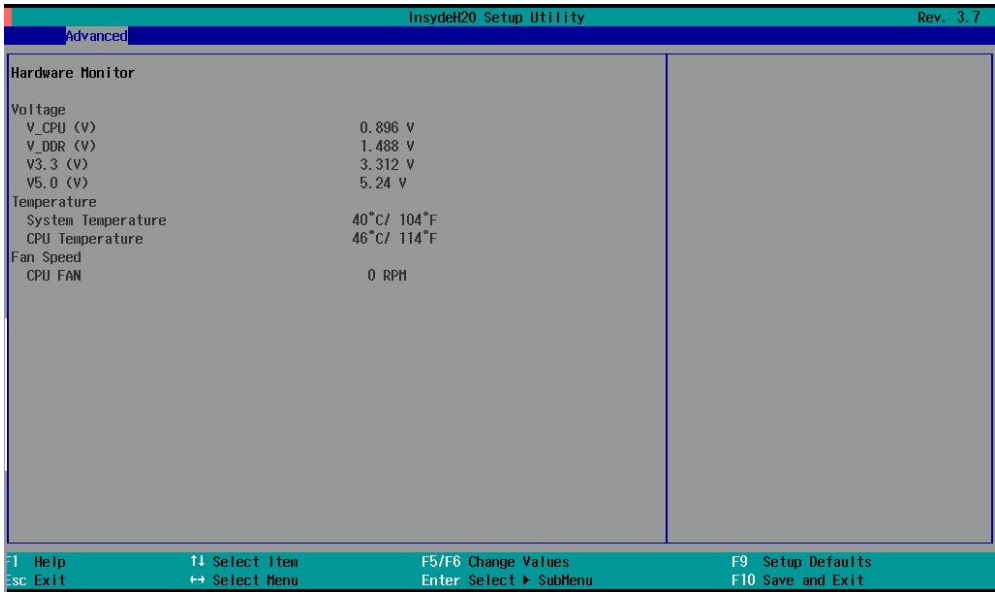 InsydeH20 Setup Utility Rev. 3.7
Advanced
Hardware Monitor
Voltage
V_CPU (V) 0.896 V
V_DDR (V) 1.488 V
V3.3 (V) 3.312 V
V5.0 (V) 5.24 V
Temperature
System Temperature 40°C/ 104°F
CPU Temperature 46°C/ 114°F
Fan Speed
CPU FAN 0 RPM
F1 Help ↑↓ Select Item F5/F6 Change Values F9 Setup Defaults
Esc Exit ↔ Select Menu Enter Select ▶ SubMenu F10 Save and Exit